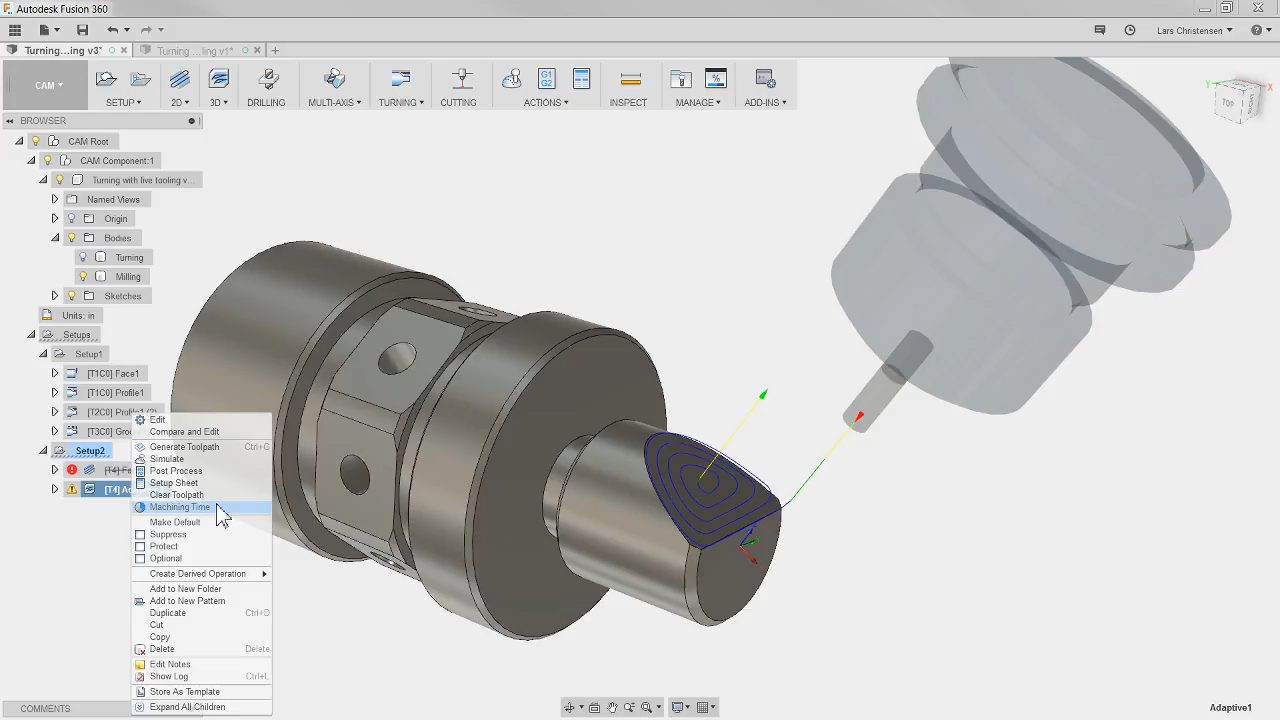 Autodesk Fusion 360
Lars Christensen
Turning...ing v3*
Turning ...ling v1*
CAM
SETUP
2D
3D
DRILLING
MULTI-AXIS
TURNING
CUTTING
G1
G2
ACTIONS
INSPECT
MANAGE
ADD-INS
BROWSER
Y
X
TOP
CAM Root
CAM Component:1
Turning with live tooling v...
Named Views
Origin
Bodies
Turning
Milling
Sketches
Units: in
Setups
Setup1
[T1C0] Face1
[T1C0] Profile1
[T2C0] Profile1 (2)
[T3C0] Gro
Setup2
[T4] Fa
[T4] Ad
Edit
Compare and Edit
Generate Toolpath Ctrl+G
Simulate
Post Process
Setup Sheet
Clear Toolpath
Machining Time
Make Default
Suppress
Protect
Optional
Create Derived Operation
Add to New Folder
Add to New Pattern
Duplicate Ctrl+D
Cut
Copy
Delete Delete
Edit Notes
Show Log Ctrl+L
Store As Template
Expand All Children
COMMENTS
Adaptive1